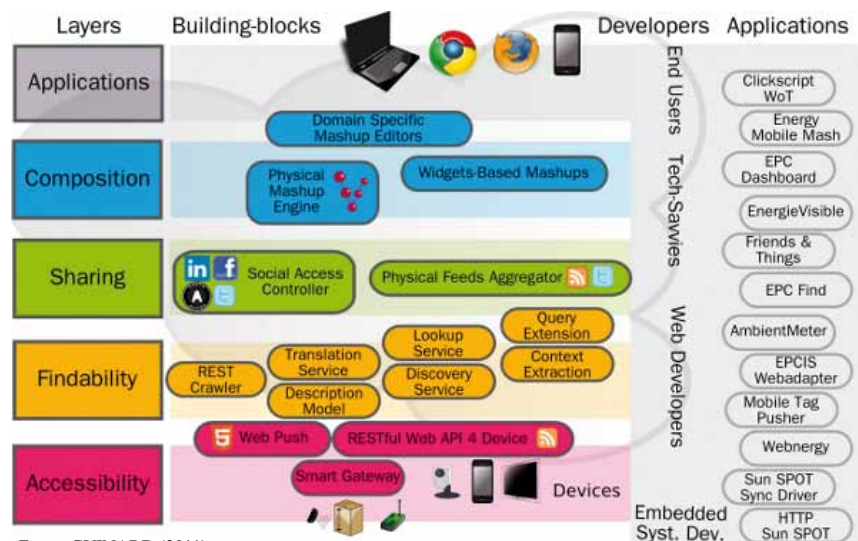 Layers
Building-blocks
Developers
Applications
Applications
Composition
Sharing
Findability
Accessibility
Domain Specific
Mashup Editors
Physical
Mashup
Engine
Widgets-Based Mashups
in
f
A
Social Access
Controller
Physical Feeds Aggregator
REST
Crawler
Translation
Service
Description
Model
Lookup
Service
Discovery
Service
Query
Extension
Context
Extraction
5
Web Push
RESTful Web API 4 Device
Smart Gateway
Devices
End Users
Tech-Savvies
Web Developers
Embedded
Syst. Dev.
Clickscript
WoT
Energy
Mobile Mash
EPC
Dashboard
EnergieVisible
Friends &
Things
EPC Find
AmbientMeter
EPCIS
Webadapter
Mobile Tag
Pusher
Webnergy
Sun SPOT
Sync Driver
HTTP
Sun SPOT